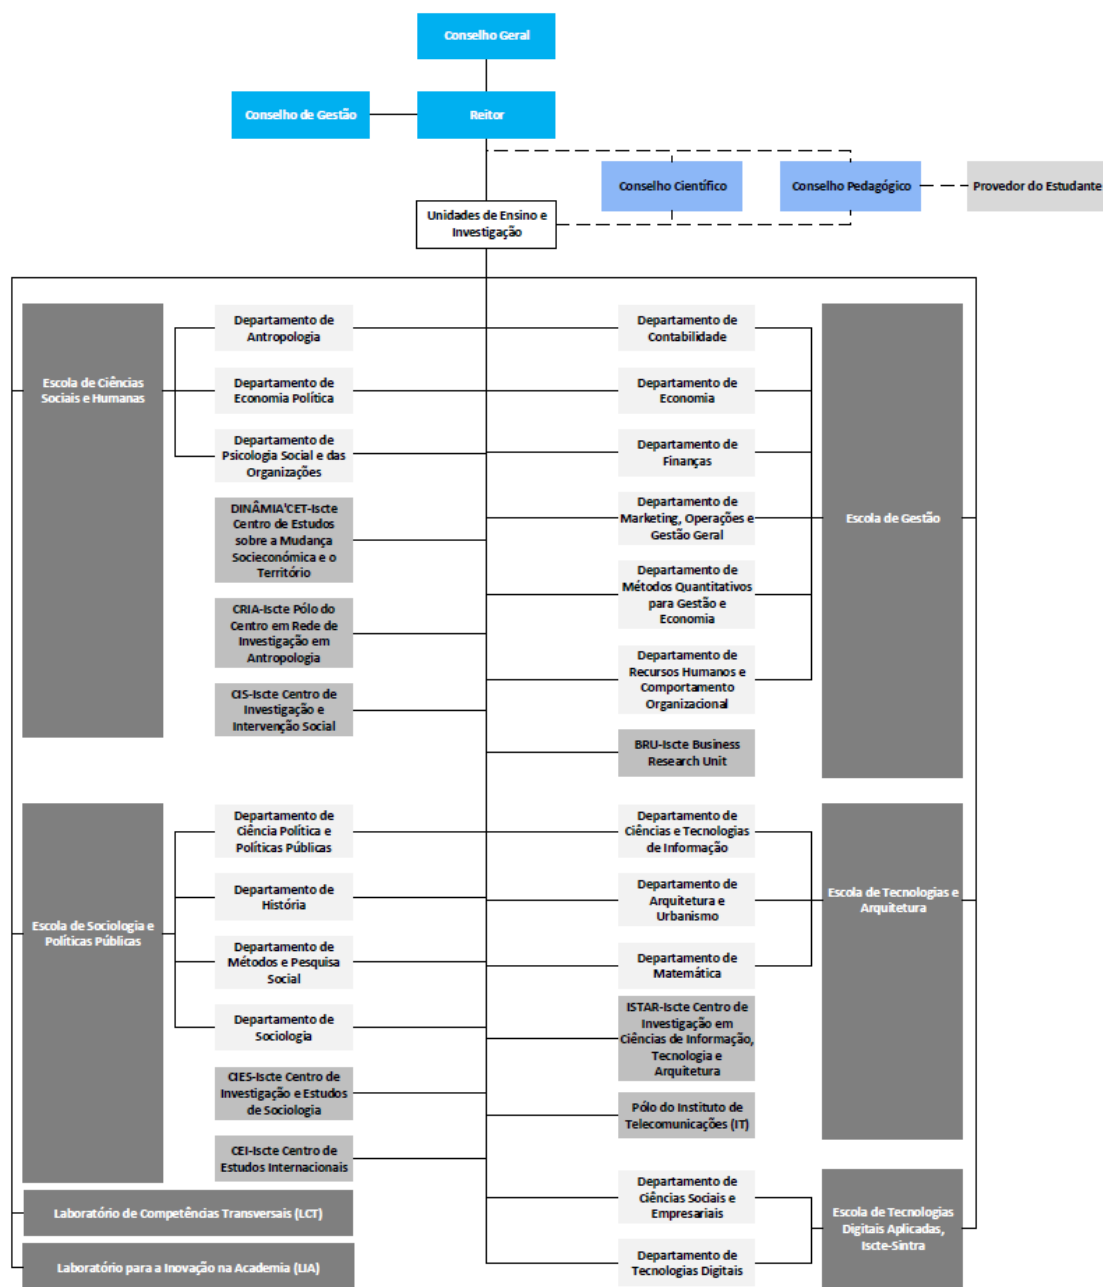 Conselho Geral
Conselho de Gestão
Reitor
Conselho Científico
Conselho Pedagógico
Provedor do Estudante
Unidades de Ensino e
Investigação
Escola de Ciências
Sociais e Humanas
Departamento de
Antropologia
Departamento de
Economia Política
Departamento de
Psicologia Social e das
Organizações
DINÂMIA'CET-Iscte
Centro de Estudos
sobre a Mudança
Socieconómica e o
Território
CRIA-Iscte Pólo do
Centro em Rede de
Investigação em
Antropologia
CIS-Iscte Centro de
Investigação e
Intervenção Social
Departamento de
Contabilidade
Departamento de
Economia
Departamento de
Finanças
Departamento de
Marketing, Operações e
Gestão Geral
Departamento de
Métodos Quantitativos
para Gestão e
Economia
Departamento de
Recursos Humanos e
Comportamento
Organizacional
BRU-Iscte Business
Research Unit
Escola de Gestão
Escola de Sociologia e
Políticas Públicas
Departamento de
Ciência Política e
Políticas Públicas
Departamento de
História
Departamento de
Métodos e Pesquisa
Social
Departamento de
Sociologia
CIES-Iscte Centro de
Investigação e Estudos
de Sociologia
CEI-Iscte Centro de
Estudos Internacionais
Departamento de
Ciências e Tecnologias
de Informação
Departamento de
Arquitetura e
Urbanismo
Departamento de
Matemática
ISTAR-Iscte Centro de
Investigação em
Ciências de Informação,
Tecnologia e
Arquitetura
Pólo do Instituto de
Telecomunicações (IT)
Escola de Tecnologias e
Arquitetura
Laboratório de Competências Transversais (LCT)
Laboratório para a Inovação na Academia (LIA)
Departamento de
Ciências Sociais e
Empresariais
Departamento de
Tecnologias Digitais
Escola de Tecnologias
Digitais Aplicadas,
Iscte-Sintra